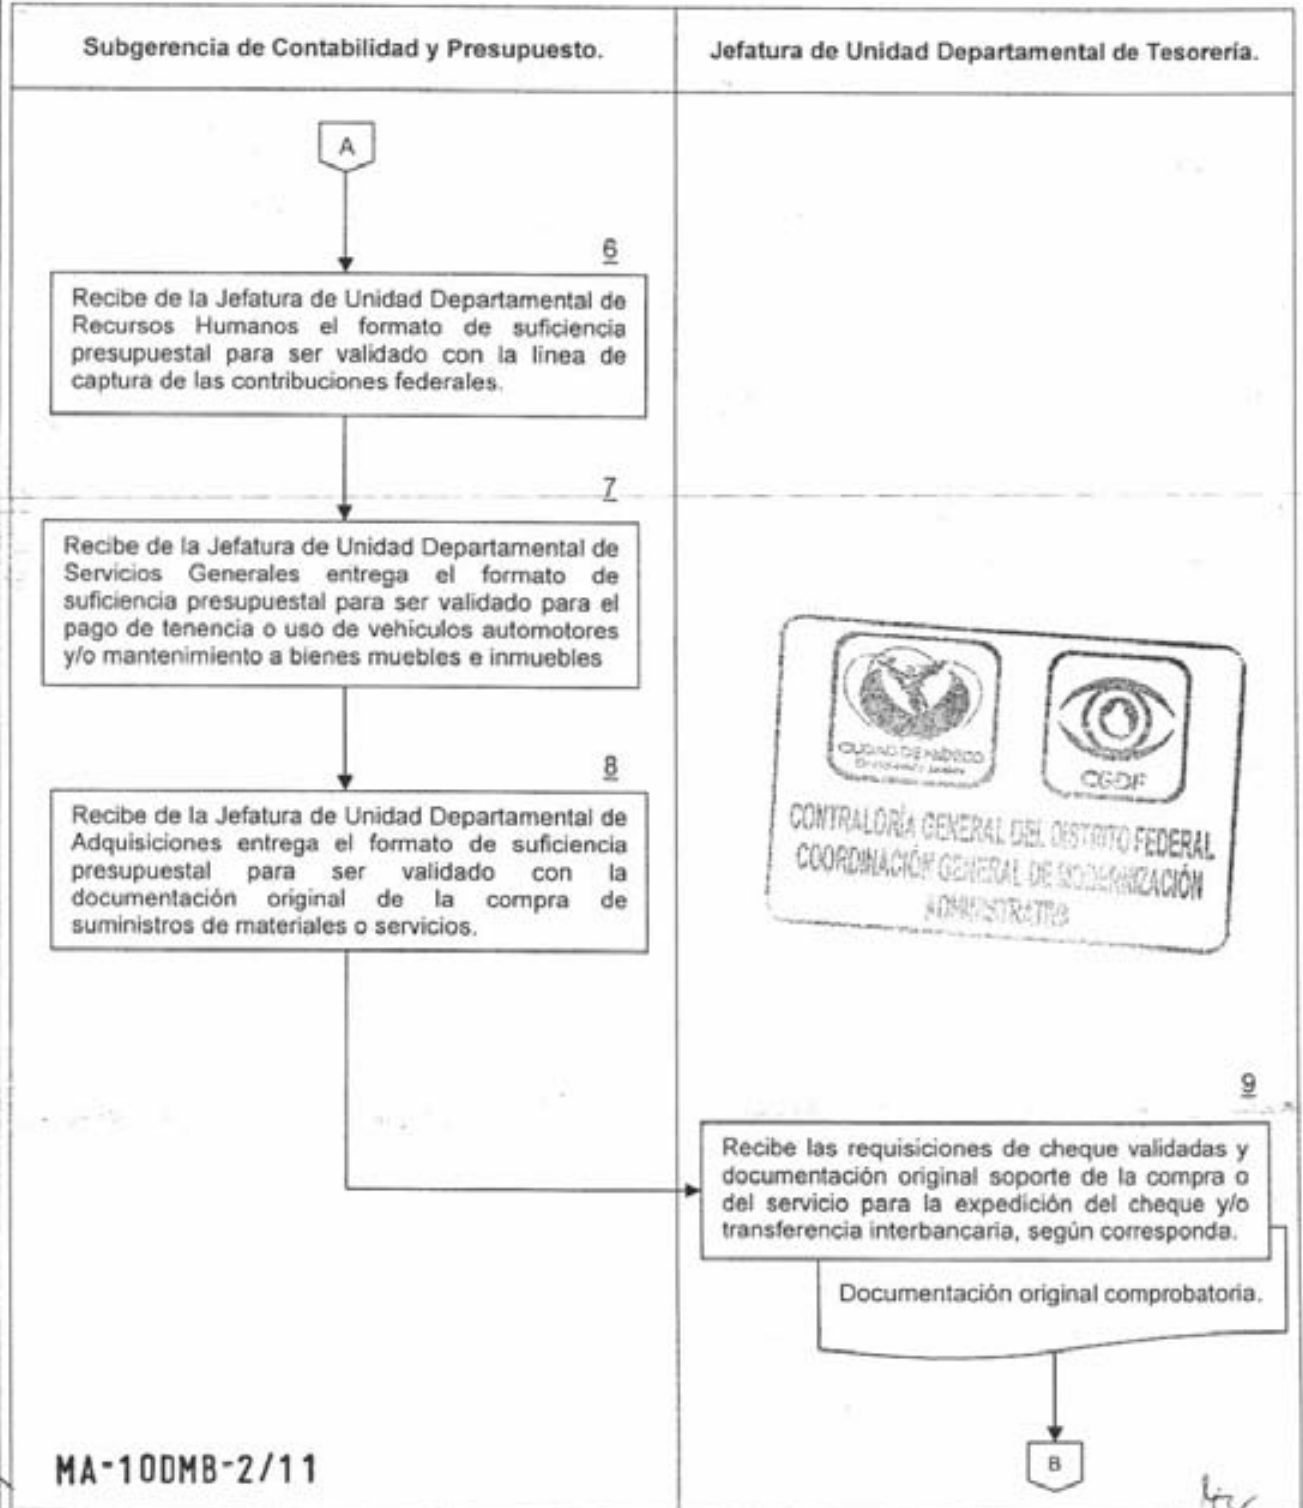 Subgerencia de Contabilidad y Presupuesto.
Jefatura de Unidad Departamental de Tesorería.
A
6
Recibe de la Jefatura de Unidad Departamental de
Recursos Humanos el formato de suficiencia
presupuestal para ser validado con la línea de
captura de las contribuciones federales.
7
Recibe de la Jefatura de Unidad Departamental de
Servicios Generales entrega el formato de
suficiencia presupuestal para ser validado para el
pago de tenencia o uso de vehículos automotores
y/o mantenimiento a bienes muebles e inmuebles
8
Recibe de la Jefatura de Unidad Departamental de
Adquisiciones entrega el formato de suficiencia
presupuestal para ser validado con la
documentación original de la compra de
suministros de materiales o servicios.
CIUDAD DE MÉXICO
CGDF
CONTRALORÍA GENERAL DEL DISTRITO FEDERAL
COORDINACIÓN GENERAL DE MODERNIZACIÓN
ADMINISTRATIVA
9
Recibe las requisiciones de cheque validadas y
documentación original soporte de la compra o
del servicio para la expedición del cheque y/o
transferencia interbancaria, según corresponda.
Documentación original comprobatoria.
B
MA-10DMB-2/11